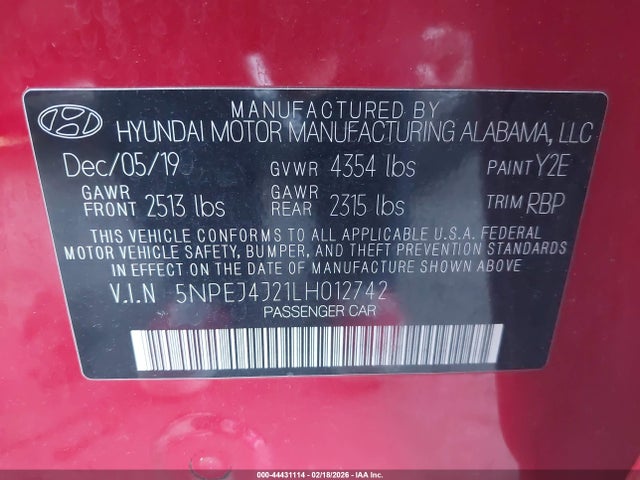 MANUFACTURED BY
HYUNDAI MOTOR MANUFACTURING ALABAMA, LLC
Dec/05/19 GVWR 4354 lbs PAINT Y2E
GAWR FRONT 2513 lbs GAWR REAR 2315 lbs TRIM RBP
THIS VEHICLE CONFORMS TO ALL APPLICABLE U.S.A. FEDERAL
MOTOR VEHICLE SAFETY, BUMPER, AND THEFT PREVENTION STANDARDS
IN EFFECT ON THE DATE OF MANUFACTURE SHOWN ABOVE.
V.I.N 5NPEJ4J21LH012742
PASSENGER CAR
000-44431114 - 02/18/2026 - IAA Inc.